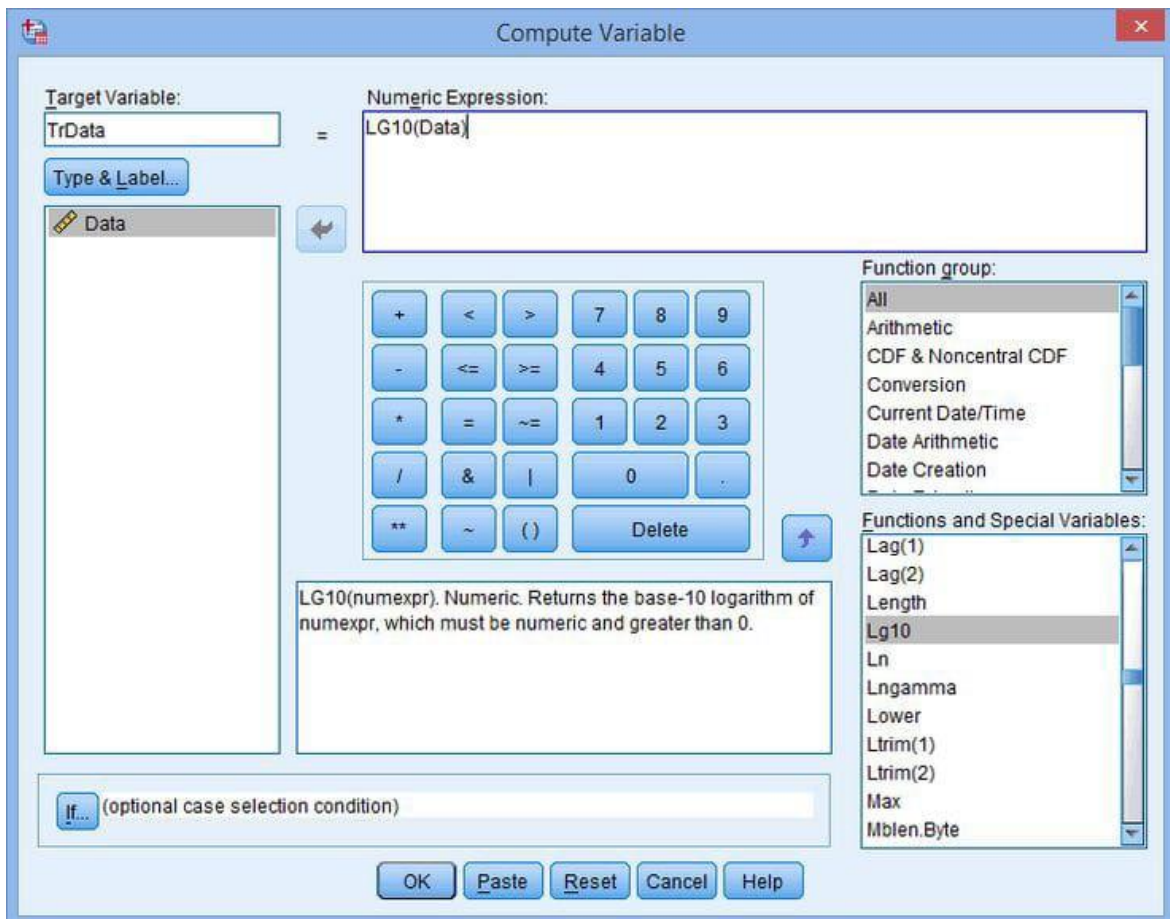 Compute Variable
Target Variable:
TrData
Type & Label...
Data
=
Numeric Expression:
LG10(Data)
+ < > 7 8 9
- <= >= 4 5 6
* = ~= 1 2 3
/ & | 0 .
** ~ ( ) Delete
LG10(numexpr). Numeric. Returns the base-10 logarithm of
numexpr, which must be numeric and greater than 0.
Function group:
All
Arithmetic
CDF & Noncentral CDF
Conversion
Current Date/Time
Date Arithmetic
Date Creation
Functions and Special Variables:
Lag(1)
Lag(2)
Length
Lg10
Ln
Lngamma
Lower
Ltrim(1)
Ltrim(2)
Max
Mblen.Byte
If... (optional case selection condition)
OK Paste Reset Cancel Help